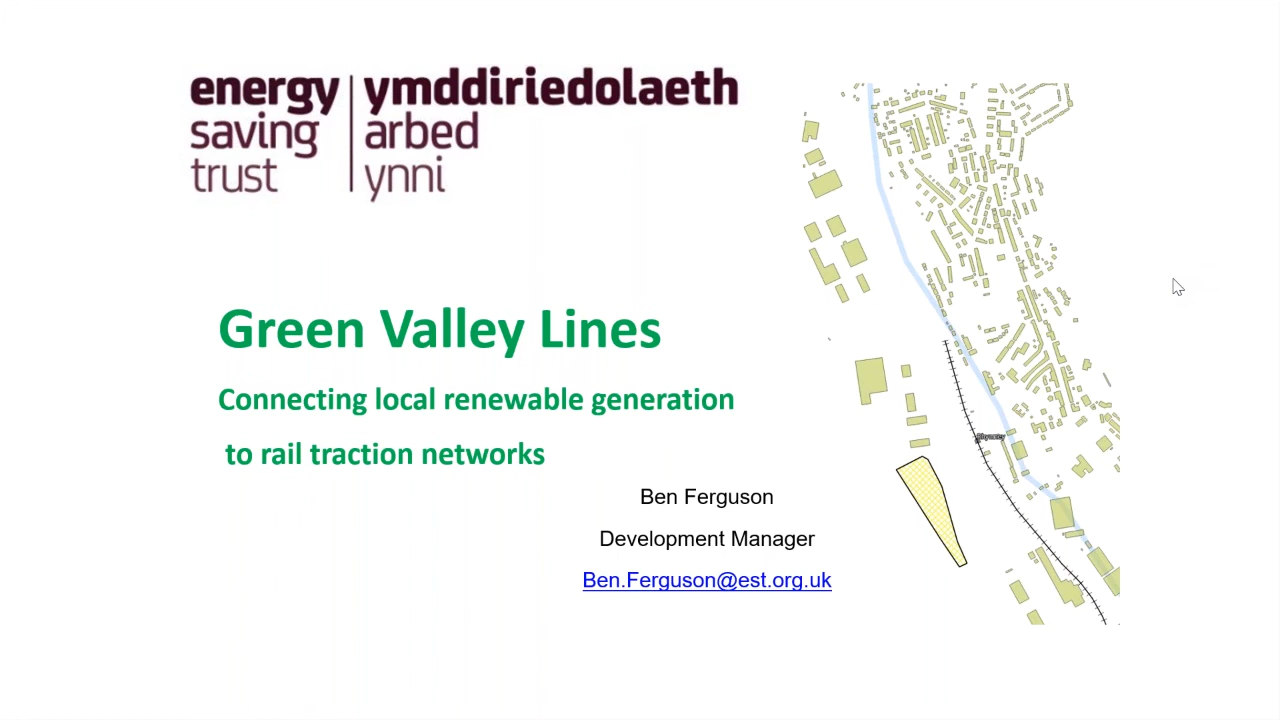 energy
saving
trust
ymddiriedolaeth
arbed
ynni
Green Valley Lines
Connecting local renewable generation
to rail traction networks
Ben Ferguson
Development Manager
Ben.Ferguson@est.org.uk